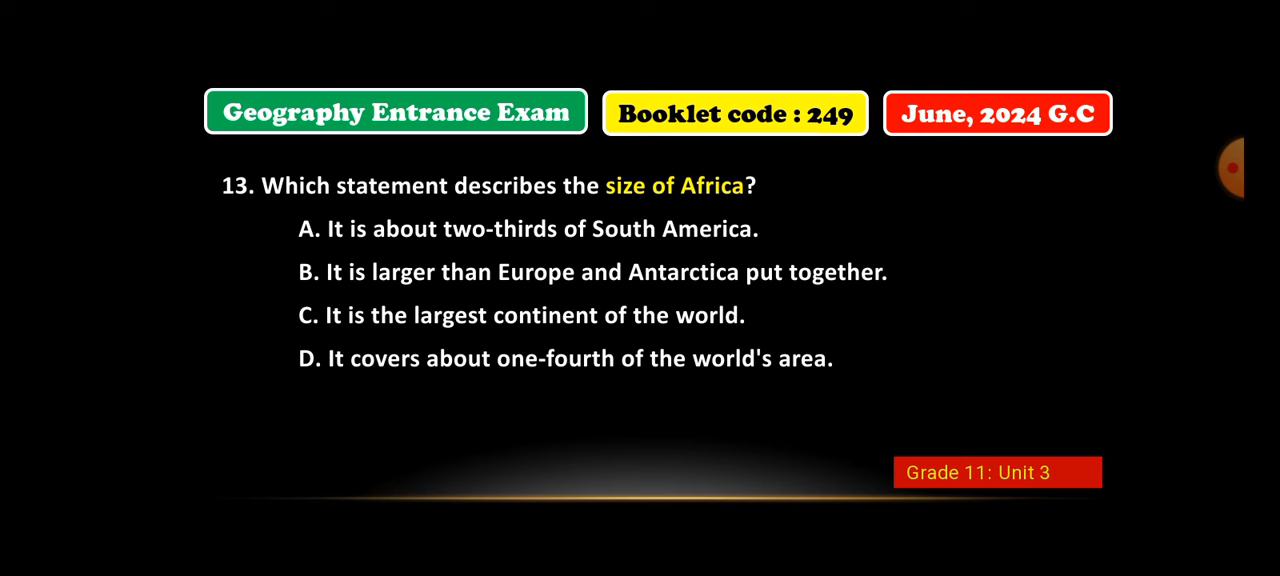 Geography Entrance Exam
Booklet code : 249
June, 2024 G.C
13. Which statement describes the size of Africa?
A. It is about two-thirds of South America.
B. It is larger than Europe and Antarctica put together.
C. It is the largest continent of the world.
D. It covers about one-fourth of the world's area.
Grade 11: Unit 3